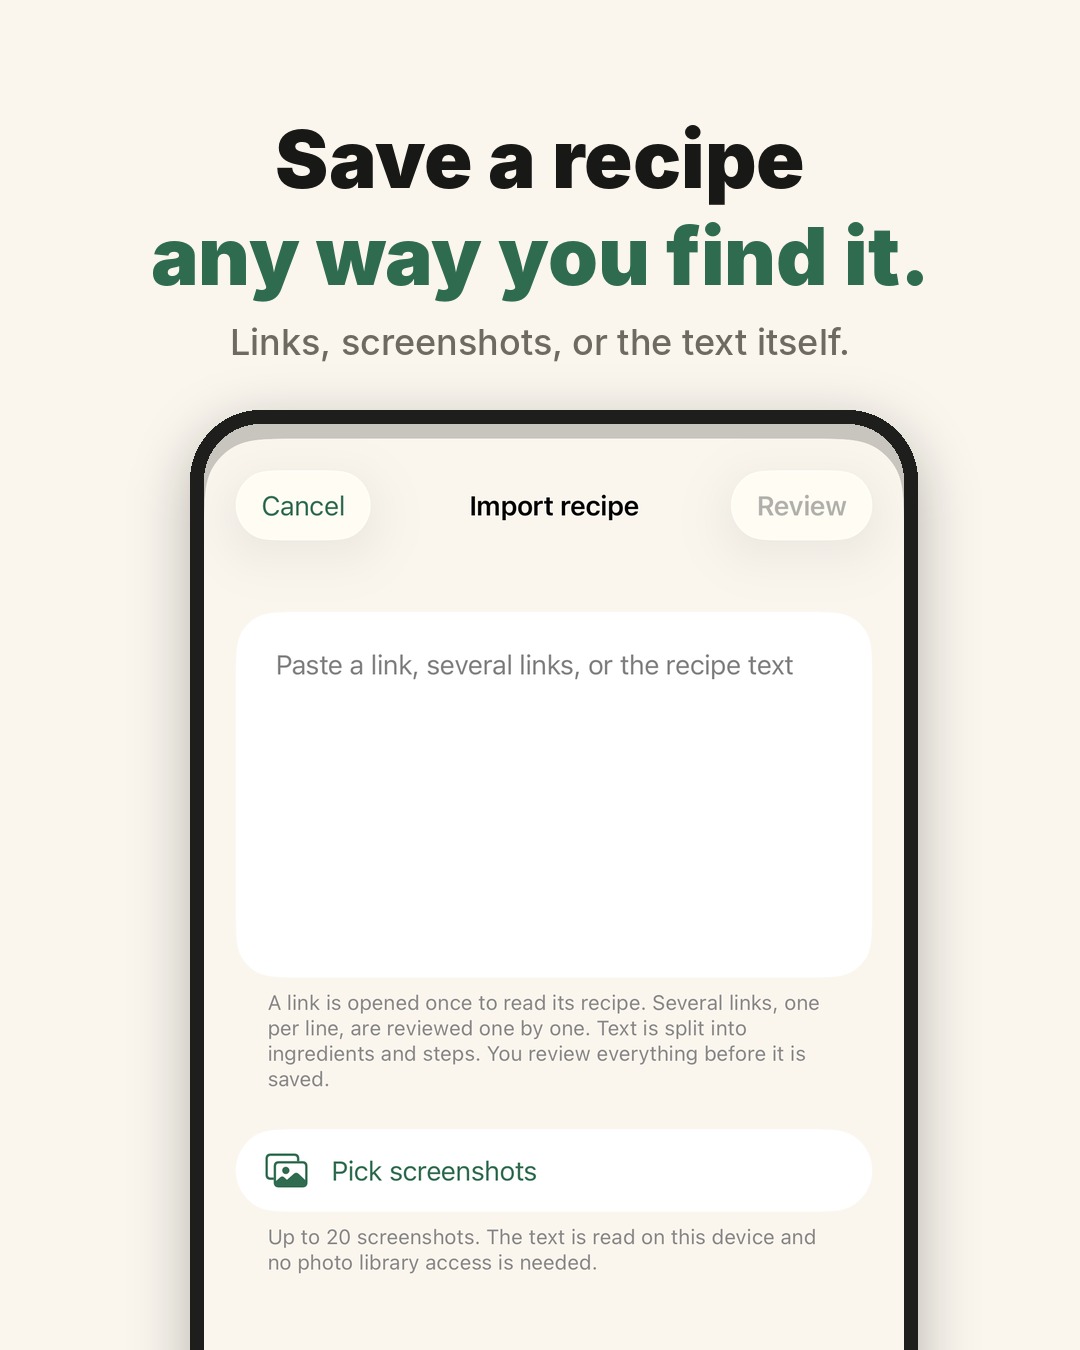 Save a recipe
any way you find it.
Links, screenshots, or the text itself.
Cancel
Import recipe
Review
Paste a link, several links, or the recipe text
A link is opened once to read its recipe. Several links, one
per line, are reviewed one by one. Text is split into
ingredients and steps. You review everything before it is
saved.
Pick screenshots
Up to 20 screenshots. The text is read on this device and
no photo library access is needed.